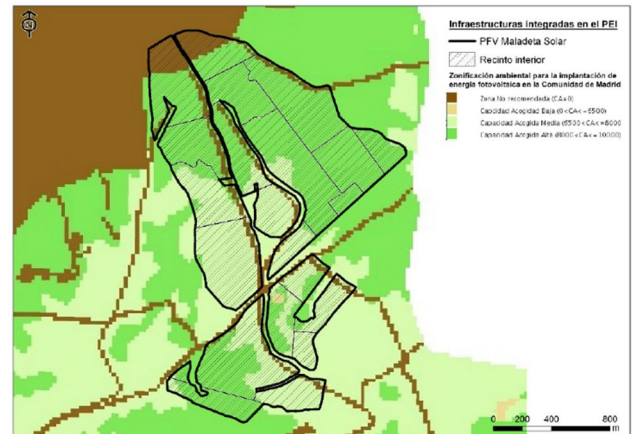 N
Infraestructuras integradas en el PEI
PFV Maladeta Solar
Recinto interior
Zonificación ambiental para la implantación de
energía fotovoltaica en la Comunidad de Madrid
Zona No recomendada (CA=0)
Capacidad Acogida Baja (0<CA<=6500)
Capacidad Acogida Media (6500<CA<=8000
Capacidad Acogida Alta (8000<CA<=10000)
0 200 400 800
m